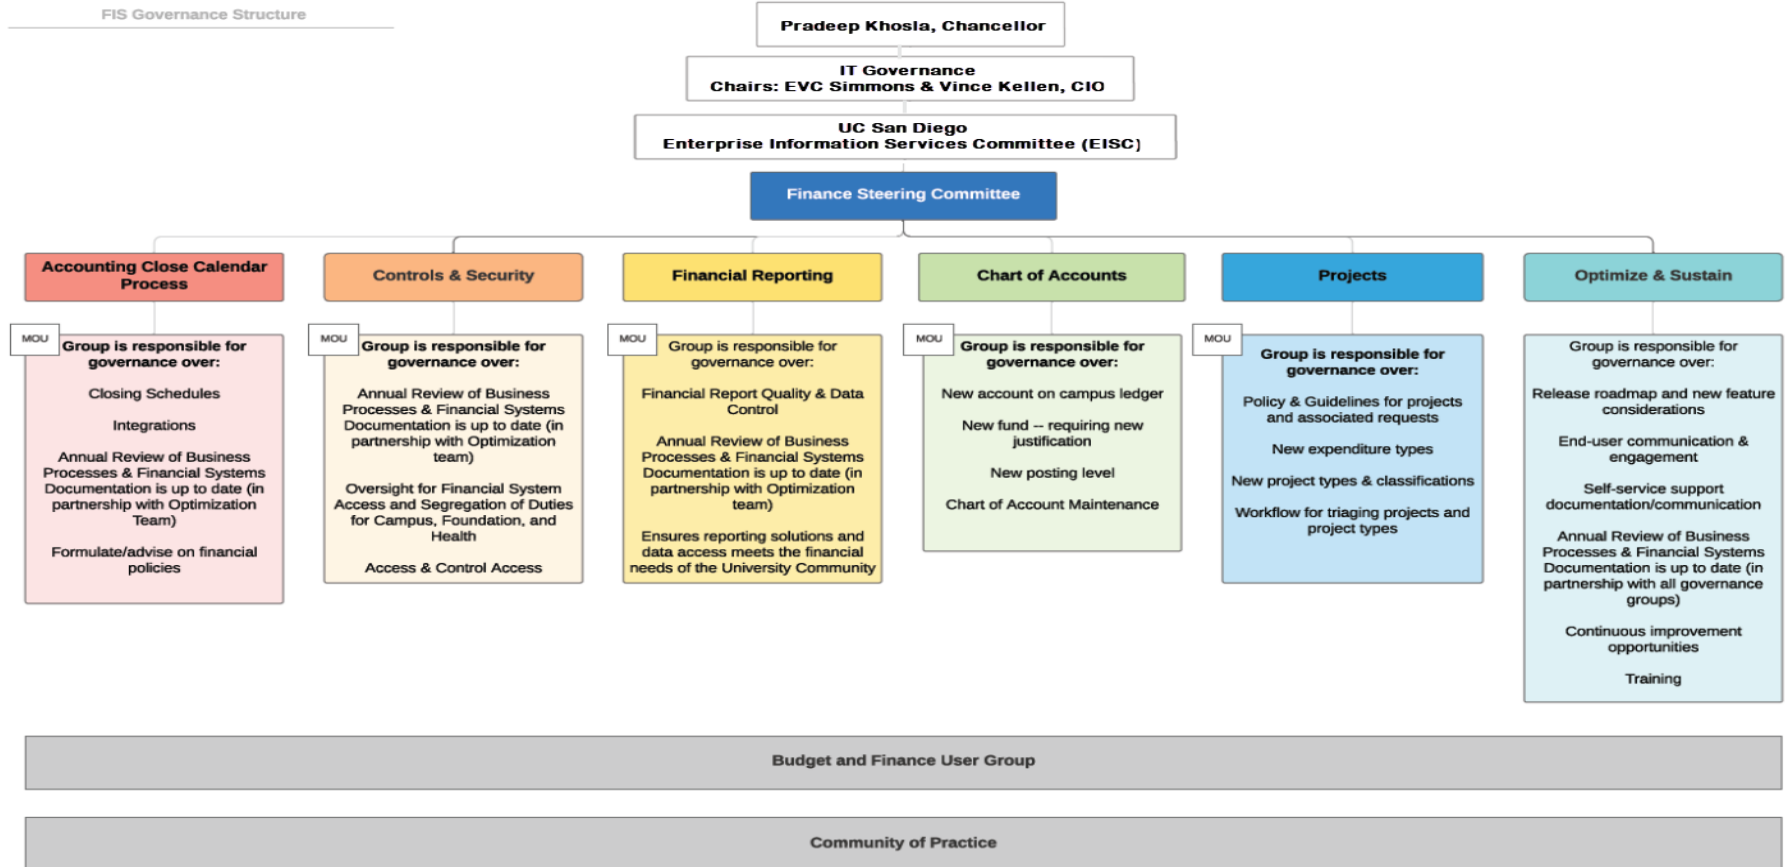 FIS Governance Structure
Pradeep Khosla, Chancellor
IT Governance
Chairs: EVC Simmons & Vince Kellen, CIO
UC San Diego
Enterprise Information Services Committee (EISC)
Finance Steering Committee
Accounting Close Calendar
Process
Controls & Security
Financial Reporting
Chart of Accounts
Projects
Optimize & Sustain
MOU
Group is responsible for
governance over:
Closing Schedules
Integrations
Annual Review of Business
Processes & Financial Systems
Documentation is up to date (in
partnership with Optimization
Team)
Formulate/advise on financial
policies
MOU
Group is responsible for
governance over:
Annual Review of Business
Processes & Financial Systems
Documentation is up to date (in
partnership with Optimization
team)
Oversight for Financial System
Access and Segregation of Duties
for Campus, Foundation, and
Health
Access & Control Access
MOU
Group is responsible for
governance over:
Financial Report Quality & Data
Control
Annual Review of Business
Processes & Financial Systems
Documentation is up to date (in
partnership with Optimization
team)
Ensures reporting solutions and
data access meets the financial
needs of the University Community
MOU
Group is responsible for
governance over:
New account on campus ledger
New fund -- requiring new
justification
New posting level
Chart of Account Maintenance
MOU
Group is responsible for
governance over:
Policy & Guidelines for projects
and associated requests
New expenditure types
New project types & classifications
Workflow for triaging projects and
project types
Group is responsible for
governance over:
Release roadmap and new feature
considerations
End-user communication &
engagement
Self-service support
documentation/communication
Annual Review of Business
Processes & Financial Systems
Documentation is up to date (in
partnership with all governance
groups)
Continuous improvement
opportunities
Training
Budget and Finance User Group
Community of Practice